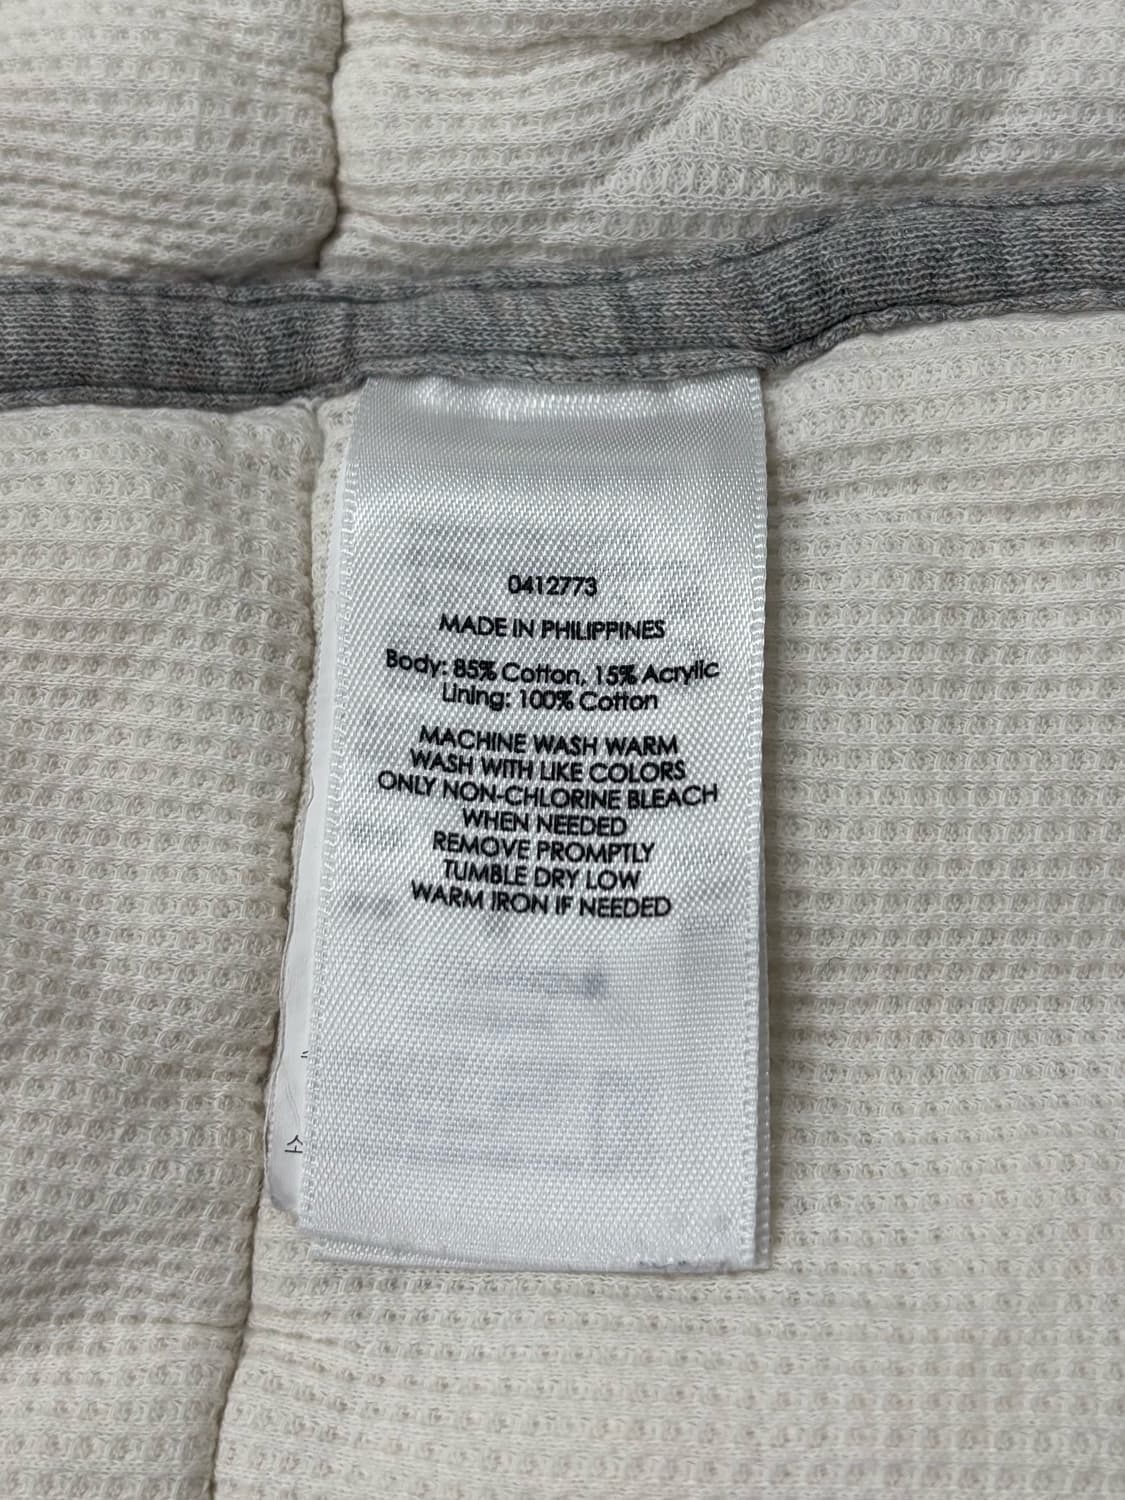 0412773
MADE IN PHILIPPINES
Body: 85% Cotton, 15% Acrylic
Lining: 100% Cotton
MACHINE WASH WARM
WASH WITH LIKE COLORS
ONLY NON-CHLORINE BLEACH
WHEN NEEDED
REMOVE PROMPTLY
TUMBLE DRY LOW
WARM IRON IF NEEDED
소